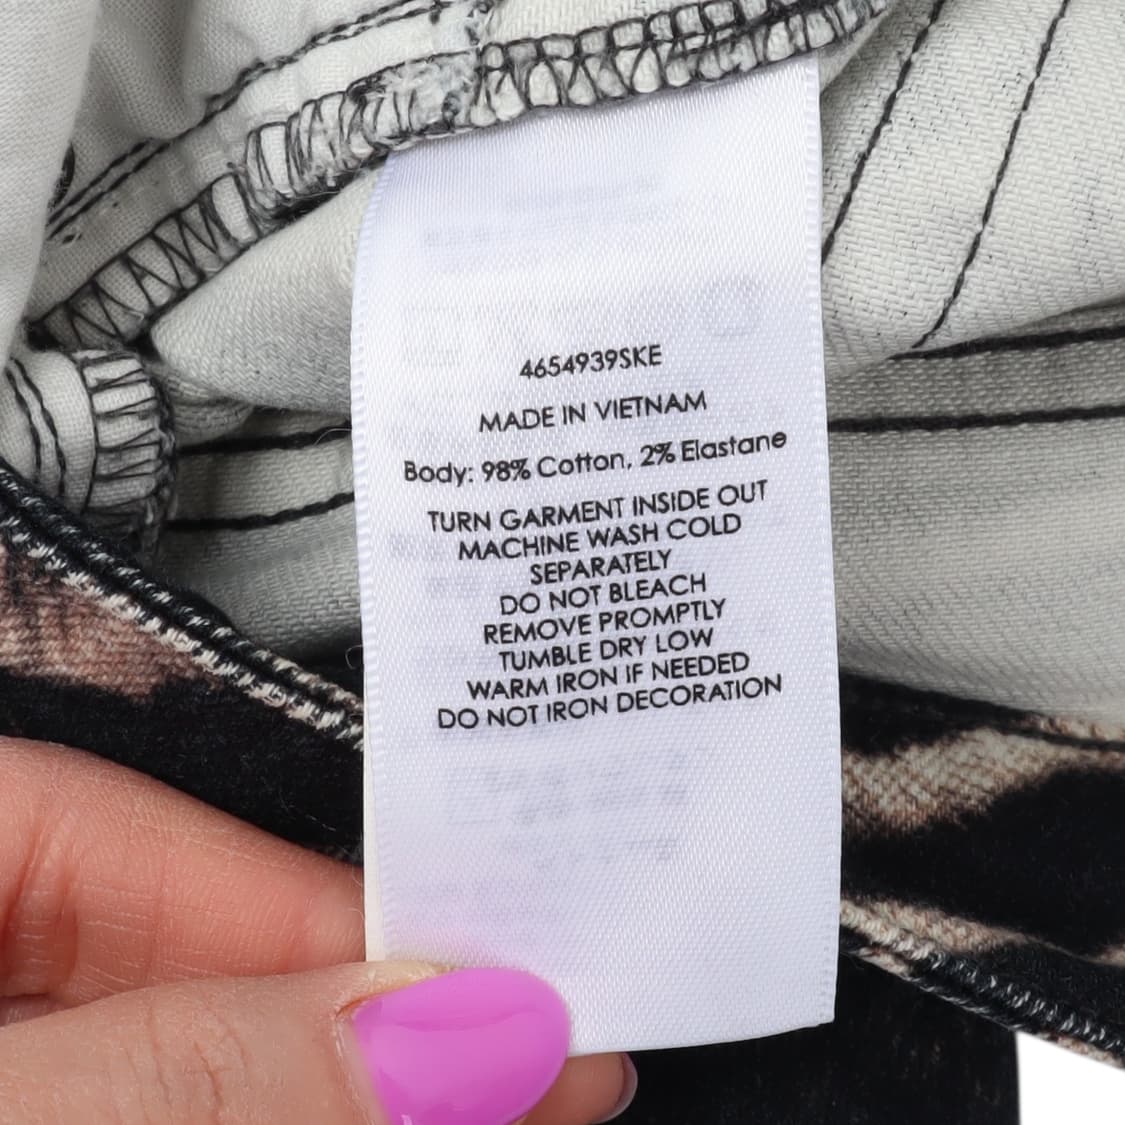 4654939SKE
MADE IN VIETNAM
Body: 98% Cotton, 2% Elastane
TURN GARMENT INSIDE OUT
MACHINE WASH COLD
SEPARATELY
DO NOT BLEACH
REMOVE PROMPTLY
TUMBLE DRY LOW
WARM IRON IF NEEDED
DO NOT IRON DECORATION